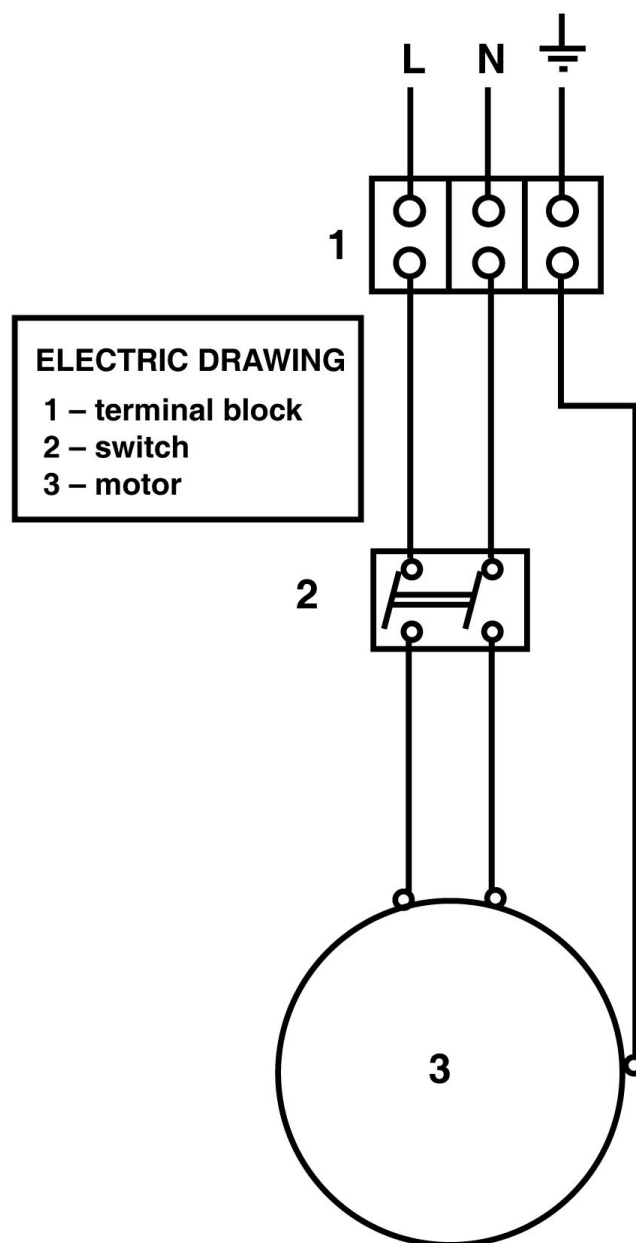 L N
1
ELECTRIC DRAWING
1 – terminal block
2 – switch
3 – motor
2
3